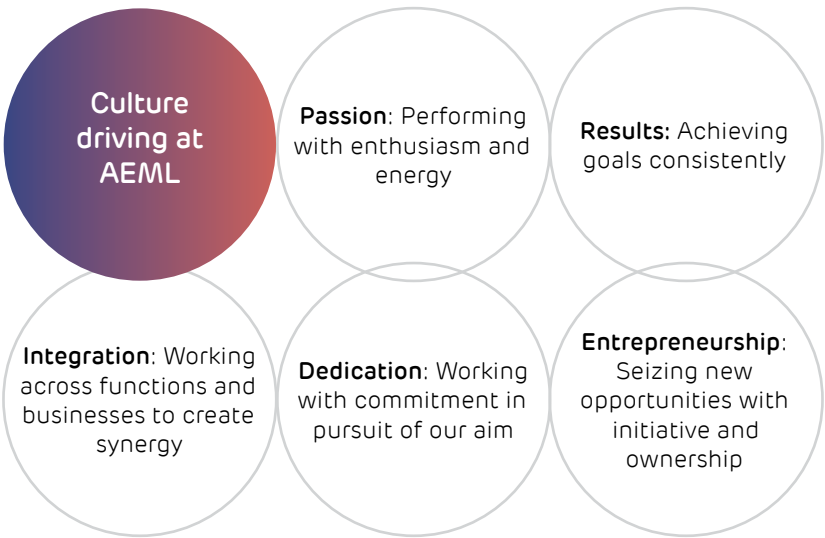 Culture
driving at
AEML
Passion: Performing
with enthusiasm and
energy
Results: Achieving
goals consistently
Integration: Working
across functions and
businesses to create
synergy
Dedication: Working
with commitment in
pursuit of our aim
Entrepreneurship:
Seizing new
opportunities with
initiative and
ownership